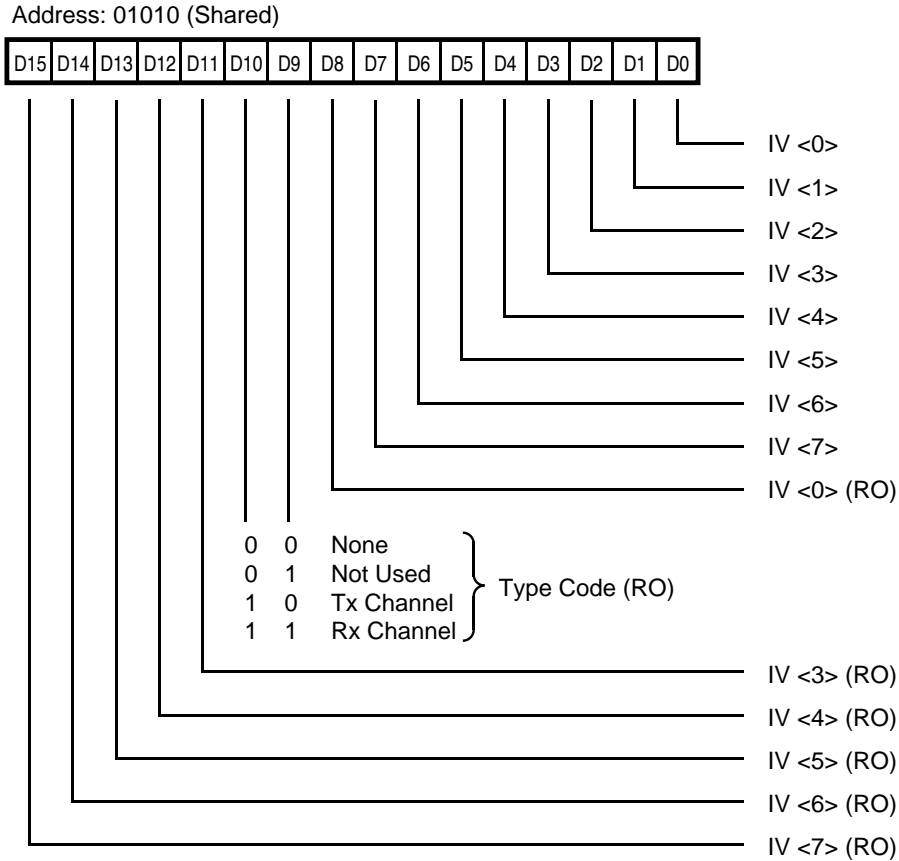 Address: 01010 (Shared)
D15 D14 D13 D12 D11 D10 D9 D8 D7 D6 D5 D4 D3 D2 D1 D0
IV <0>
IV <1>
IV <2>
IV <3>
IV <4>
IV <5>
IV <6>
IV <7>
IV <0> (RO)
0 0 None
0 1 Not Used
1 0 Tx Channel
1 1 Rx Channel
Type Code (RO)
IV <3> (RO)
IV <4> (RO)
IV <5> (RO)
IV <6> (RO)
IV <7> (RO)